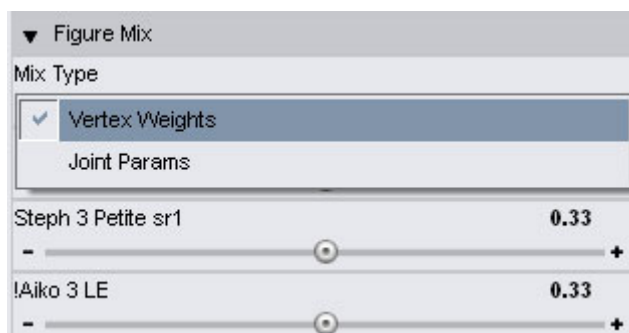 Figure Mix
Mix Type
Vertex Weights
Joint Params
Steph 3 Petite sr1 0.33
- +
!Aiko 3 LE 0.33
- +